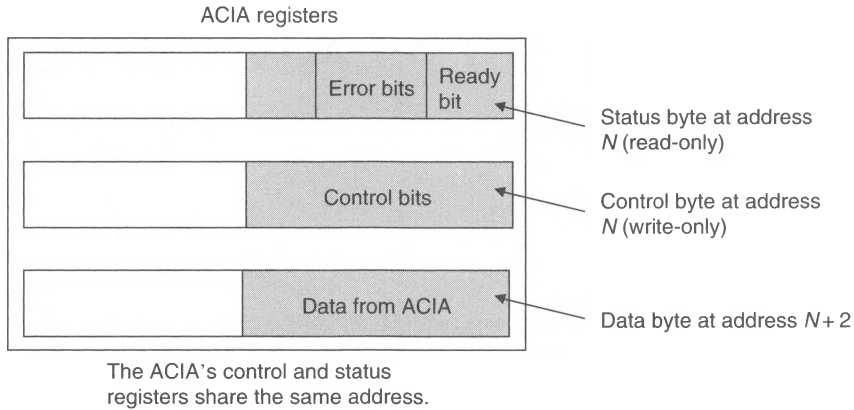 ACIA registers
Error bits
Ready
bit
Status byte at address
N (read-only)
Control bits
Control byte at address
N (write-only)
Data from ACIA
Data byte at address N + 2
The ACIA's control and status
registers share the same address.